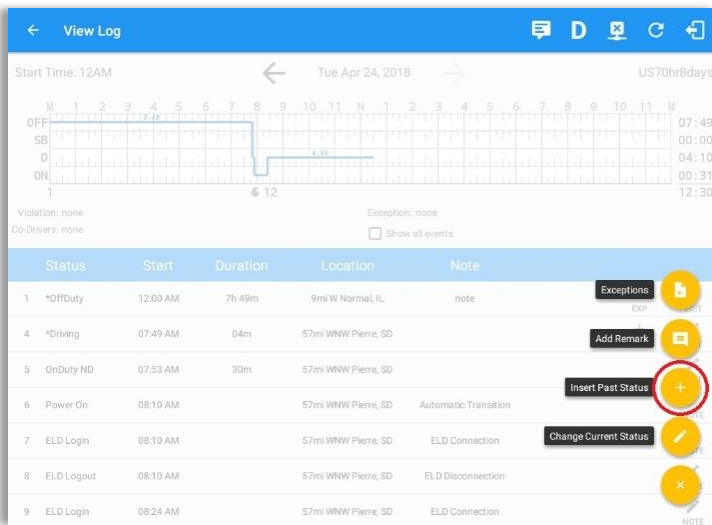 View Log
D
Start Time: 12AM
Tue Apr 24, 2018
US70hr8days
M 1 2 3 4 5 6 7 8 9 10 11 N 1 2 3 4 5 6 7 8 9 10 11 M
OFF 7:49 07:49
SB 00:00
D 04:10
ON 00:31
1 12 12:30
Violation: none
Exception: none
Co-Drivers: none
Show all events
Status Start Duration Location Note
1 *OffDuty 12:00 AM 7h 49m 9mi W Normal, IL note
Exceptions
EXP
4 *Driving 07:49 AM 04m 57mi WNW Pierre, SD
Add Remark
5 OnDuty ND 07:53 AM 30m 57mi WNW Pierre, SD
Insert Past Status
6 Power On 08:10 AM 57mi WNW Pierre, SD Automatic Transition
7 ELD Login 08:10 AM 57mi WNW Pierre, SD ELD Connection
Change Current Status
8 ELD Logout 08:10 AM 57mi WNW Pierre, SD ELD Disconnection
9 ELD Login 08:24 AM 57mi WNW Pierre, SD ELD Connection
NOTE